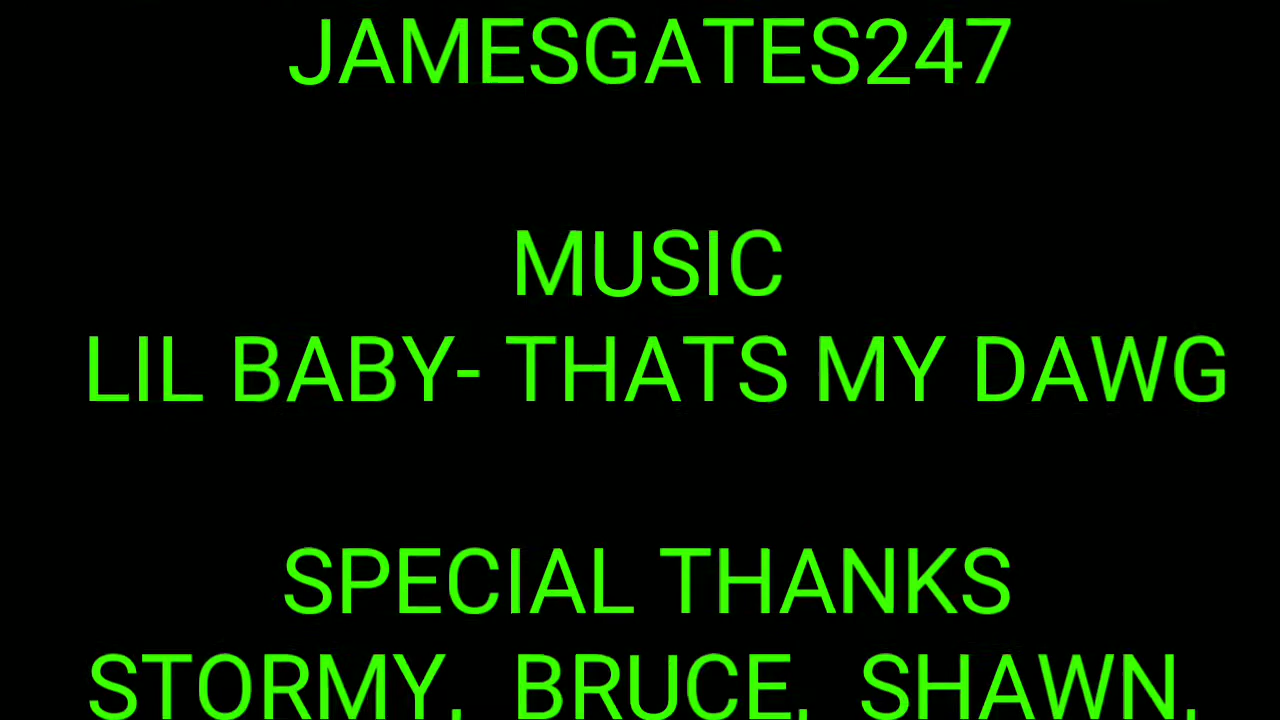 JAMESGATES247
MUSIC
LIL BABY- THATS MY DAWG
SPECIAL THANKS
STORMY, BRUCE, SHAWN,